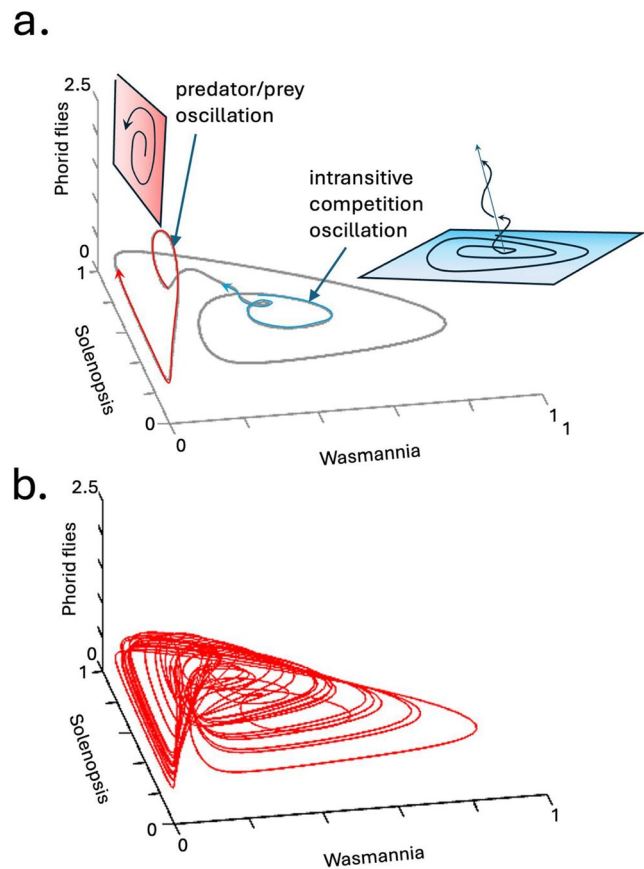 a.
2.5
Phorid flies
0
1
Solenopsis
0
0
Wasmannia
1
1
predator/prey
oscillation
intransitive
competition
oscillation
b.
2.5
Phorid flies
0
1
Solenopsis
0
0
Wasmannia
1